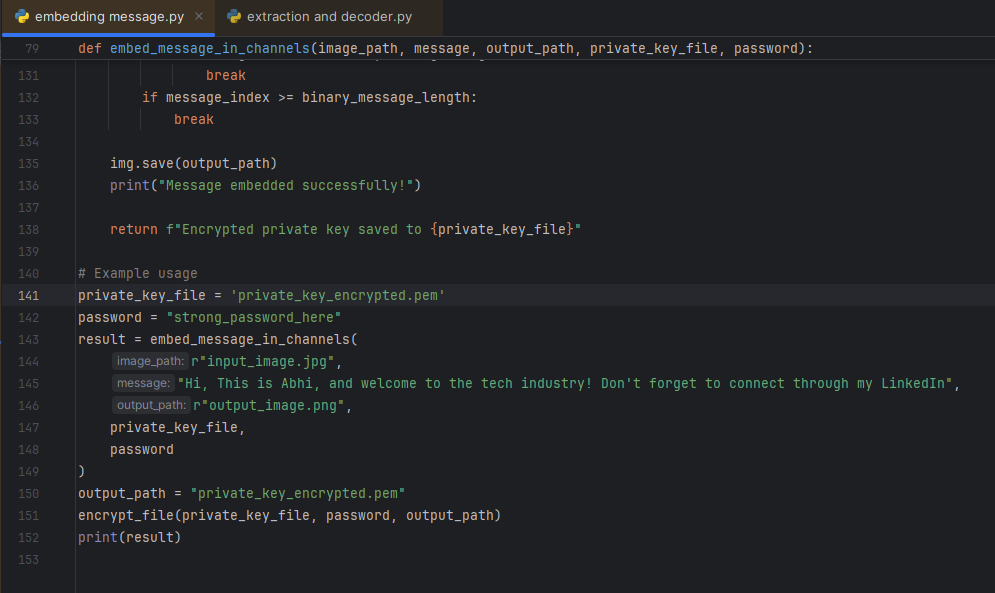 embedding message.py × extraction and decoder.py
79 def embed_message_in_channels(image_path, message, output_path, private_key_file, password):
131 break
132 if message_index >= binary_message_length:
133 break
134
135 img.save(output_path)
136 print("Message embedded successfully!")
137
138 return f"Encrypted private key saved to {private_key_file}"
139
140 # Example usage
141 private_key_file = 'private_key_encrypted.pem'
142 password = "strong_password_here"
143 result = embed_message_in_channels(
144 image_path: r"input_image.jpg",
145 message: "Hi, This is Abhi, and welcome to the tech industry! Don't forget to connect through my LinkedIn",
146 output_path: r"output_image.png",
147 private_key_file,
148 password
149 )
150 output_path = "private_key_encrypted.pem"
151 encrypt_file(private_key_file, password, output_path)
152 print(result)
153